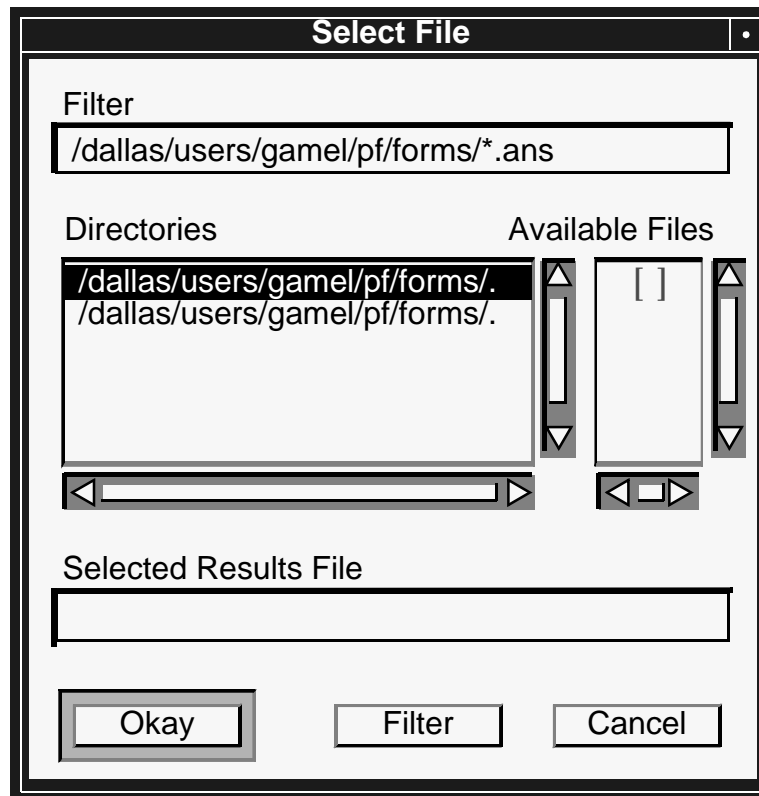 Select File
Filter
/dallas/users/gamel/pf/forms/*.ans
Directories
Available Files
/dallas/users/gamel/pf/forms/.
/dallas/users/gamel/pf/forms/.
[ ]
Selected Results File
Okay
Filter
Cancel